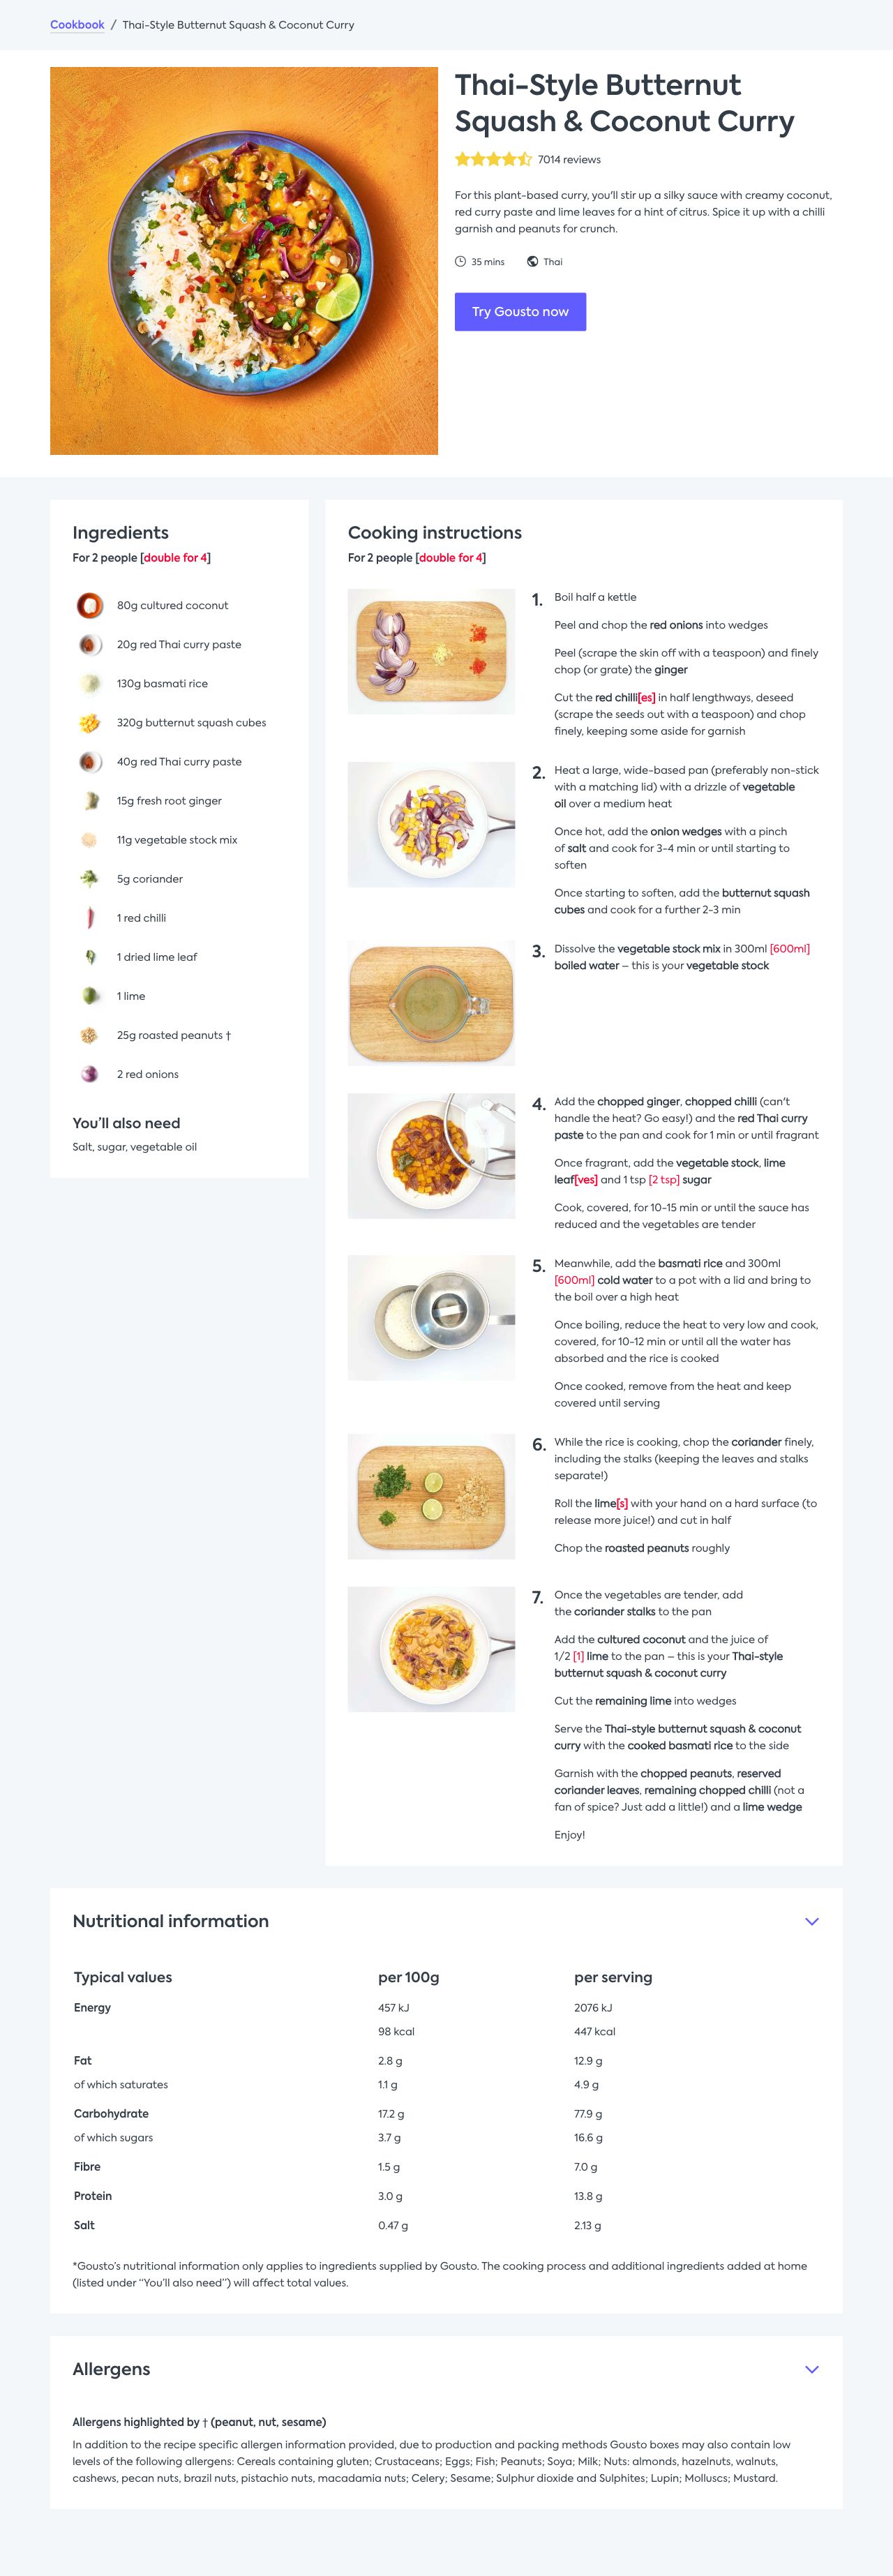 Cookbook / Thai-Style Butternut Squash & Coconut Curry
Thai-Style Butternut
Squash & Coconut Curry
7014 reviews
For this plant-based curry, you'll stir up a silky sauce with creamy coconut,
red curry paste and lime leaves for a hint of citrus. Spice it up with a chilli
garnish and peanuts for crunch.
35 mins Thai
Try Gousto now
Ingredients
For 2 people [double for 4]
80g cultured coconut
20g red Thai curry paste
130g basmati rice
320g butternut squash cubes
40g red Thai curry paste
15g fresh root ginger
11g vegetable stock mix
5g coriander
1 red chilli
1 dried lime leaf
1 lime
25g roasted peanuts †
2 red onions
You'll also need
Salt, sugar, vegetable oil
Cooking instructions
For 2 people [double for 4]
1. Boil half a kettle
Peel and chop the red onions into wedges
Peel (scrape the skin off with a teaspoon) and finely
chop (or grate) the ginger
Cut the red chilli[es] in half lengthways, deseed
(scrape the seeds out with a teaspoon) and chop
finely, keeping some aside for garnish
2. Heat a large, wide-based pan (preferably non-stick
with a matching lid) with a drizzle of vegetable
oil over a medium heat
Once hot, add the onion wedges with a pinch
of salt and cook for 3-4 min or until starting to
soften
Once starting to soften, add the butternut squash
cubes and cook for a further 2-3 min
3. Dissolve the vegetable stock mix in 300ml [600ml]
boiled water – this is your vegetable stock
4. Add the chopped ginger, chopped chilli (can't
handle the heat? Go easy!) and the red Thai curry
paste to the pan and cook for 1 min or until fragrant
Once fragrant, add the vegetable stock, lime
leaf[ves] and 1 tsp [2 tsp] sugar
Cook, covered, for 10-15 min or until the sauce has
reduced and the vegetables are tender
5. Meanwhile, add the basmati rice and 300ml
[600ml] cold water to a pot with a lid and bring to
the boil over a high heat
Once boiling, reduce the heat to very low and cook,
covered, for 10-12 min or until all the water has
absorbed and the rice is cooked
Once cooked, remove from the heat and keep
covered until serving
6. While the rice is cooking, chop the coriander finely,
including the stalks (keeping the leaves and stalks
separate!)
Roll the lime[s] with your hand on a hard surface (to
release more juice!) and cut in half
Chop the roasted peanuts roughly
7. Once the vegetables are tender, add
the coriander stalks to the pan
Add the cultured coconut and the juice of
1/2 [1] lime to the pan – this is your Thai-style
butternut squash & coconut curry
Cut the remaining lime into wedges
Serve the Thai-style butternut squash & coconut
curry with the cooked basmati rice to the side
Garnish with the chopped peanuts, reserved
coriander leaves, remaining chopped chilli (not a
fan of spice? Just add a little!) and a lime wedge
Enjoy!
Nutritional information
Typical values per 100g per serving
Energy 457 kJ 2076 kJ
98 kcal 447 kcal
Fat 2.8 g 12.9 g
of which saturates 1.1 g 4.9 g
Carbohydrate 17.2 g 77.9 g
of which sugars 3.7 g 16.6 g
Fibre 1.5 g 7.0 g
Protein 3.0 g 13.8 g
Salt 0.47 g 2.13 g
*Gousto's nutritional information only applies to ingredients supplied by Gousto. The cooking process and additional ingredients added at home
(listed under "You'll also need") will affect total values.
Allergens
Allergens highlighted by † (peanut, nut, sesame)
In addition to the recipe specific allergen information provided, due to production and packing methods Gousto boxes may also contain low
levels of the following allergens: Cereals containing gluten; Crustaceans; Eggs; Fish; Peanuts; Soya; Milk; Nuts: almonds, hazelnuts, walnuts,
cashews, pecan nuts, brazil nuts, pistachio nuts, macadamia nuts; Celery; Sesame; Sulphur dioxide and Sulphites; Lupin; Molluscs; Mustard.